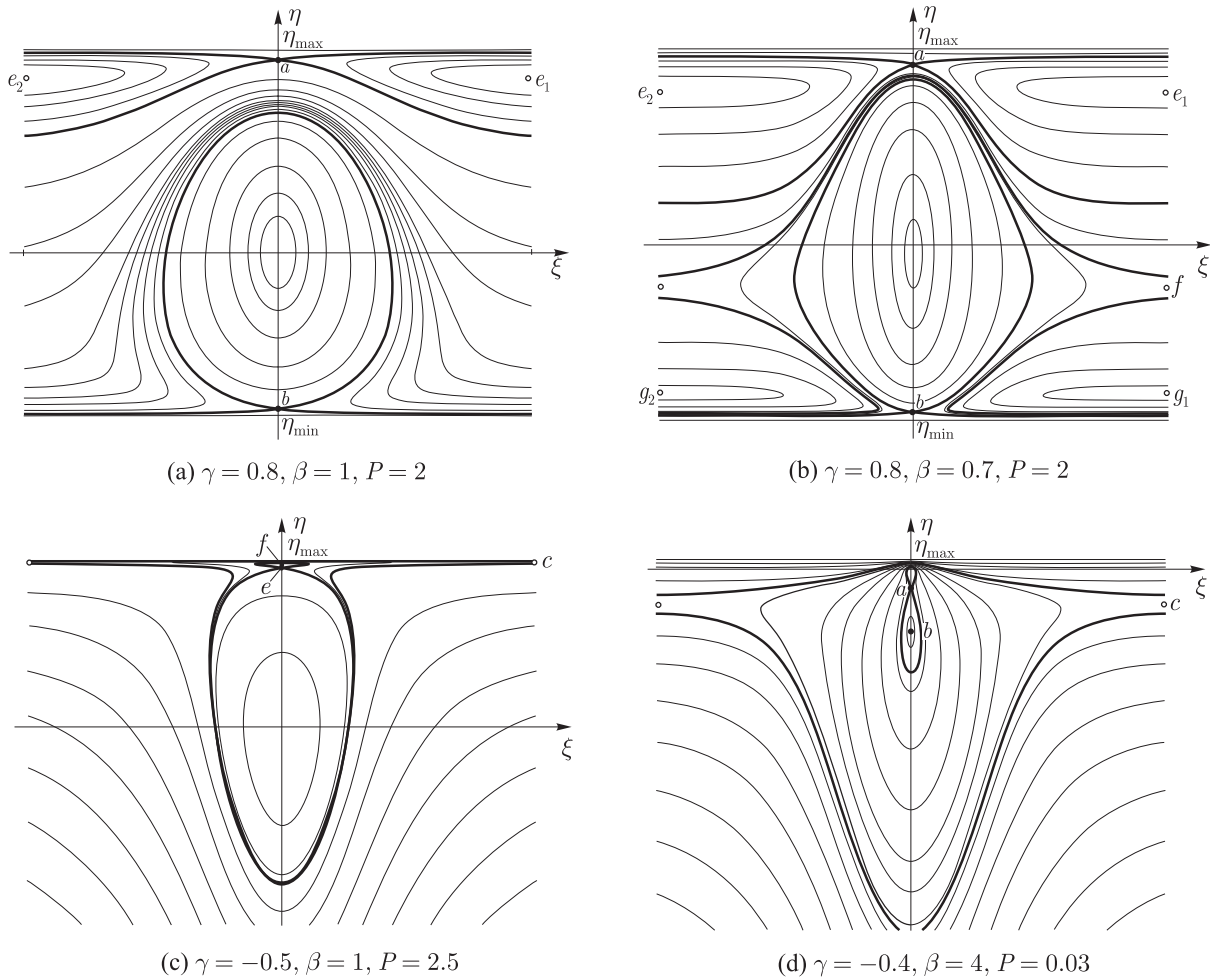 η
η_max
a
e₂
e₁
ξ
b
η_min
(a) γ = 0.8, β = 1, P = 2
η
η_max
a
e₂
e₁
ξ
f
g₂
b
g₁
η_min
(b) γ = 0.8, β = 0.7, P = 2
η
f
η_max
c
e
ξ
(c) γ = −0.5, β = 1, P = 2.5
η
η_max
ξ
a
c
b
(d) γ = −0.4, β = 4, P = 0.03